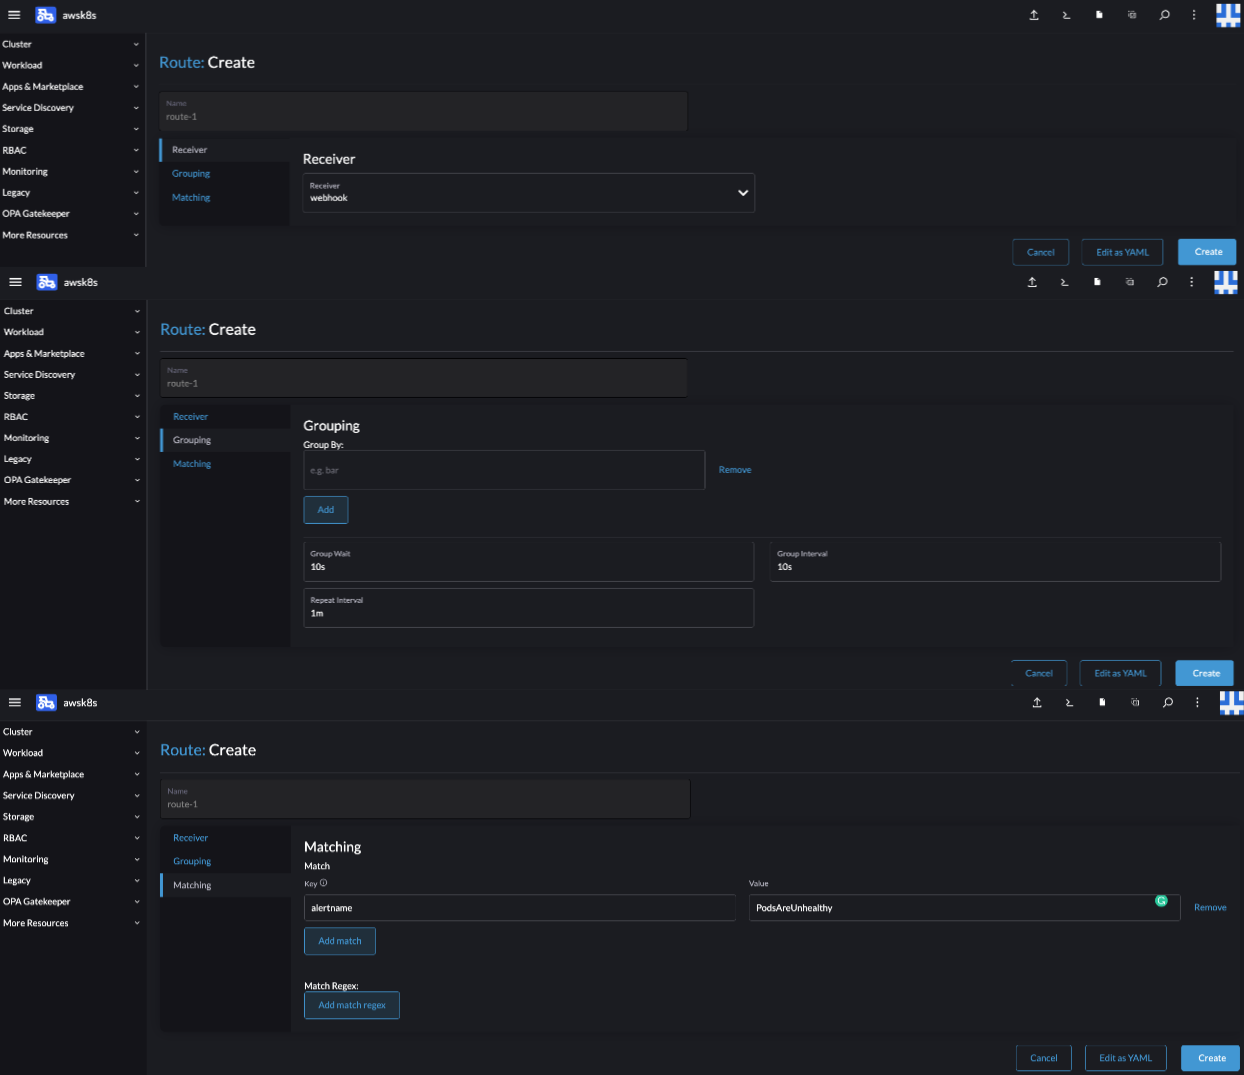 awsk8s
Cluster
Workload
Apps & Marketplace
Service Discovery
Storage
RBAC
Monitoring
Legacy
OPA Gatekeeper
More Resources
Route: Create
Name
route-1
Receiver
Grouping
Matching
Receiver
Receiver
webhook
Cancel
Edit as YAML
Create
awsk8s
Cluster
Workload
Apps & Marketplace
Service Discovery
Storage
RBAC
Monitoring
Legacy
OPA Gatekeeper
More Resources
Route: Create
Name
route-1
Receiver
Grouping
Matching
Grouping
Group By:
e.g. bar
Remove
Add
Group Wait
10s
Group Interval
10s
Repeat Interval
1m
Cancel
Edit as YAML
Create
awsk8s
Cluster
Workload
Apps & Marketplace
Service Discovery
Storage
RBAC
Monitoring
Legacy
OPA Gatekeeper
More Resources
Route: Create
Name
route-1
Receiver
Grouping
Matching
Matching
Match
Key
Value
alertname
PodsAreUnhealthy
Remove
Add match
Match Regex:
Add match regex
Cancel
Edit as YAML
Create